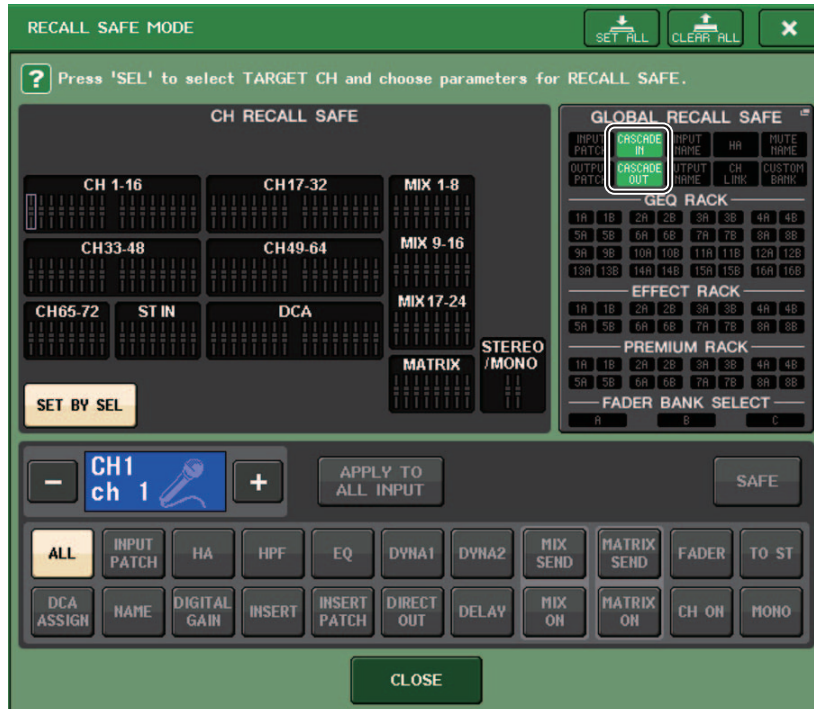 RECALL SAFE MODE
SET ALL
CLEAR ALL
? Press 'SEL' to select TARGET CH and choose parameters for RECALL SAFE.
CH RECALL SAFE
CH 1-16
CH17-32
MIX 1-8
CH33-48
CH49-64
MIX 9-16
CH65-72
ST IN
DCA
MIX17-24
MATRIX
STEREO
/MONO
SET BY SEL
GLOBAL RECALL SAFE
INPUT PATCH
CASCADE IN
INPUT NAME
HA
MUTE NAME
OUTPUT PATCH
CASCADE OUT
OUTPUT NAME
CH LINK
CUSTOM BANK
GEQ RACK
1A 1B 2A 2B 3A 3B 4A 4B
5A 5B 6A 6B 7A 7B 8A 8B
9A 9B 10A 10B 11A 11B 12A 12B
13A 13B 14A 14B 15A 15B 16A 16B
EFFECT RACK
1A 1B 2A 2B 3A 3B 4A 4B
5A 5B 6A 6B 7A 7B 8A 8B
PREMIUM RACK
1A 1B 2A 2B 3A 3B 4A 4B
5A 5B 6A 6B 7A 7B 8A 8B
FADER BANK SELECT
A B C
− CH1
ch 1
+
APPLY TO
ALL INPUT
SAFE
ALL
INPUT PATCH
HA
HPF
EQ
DYNA1
DYNA2
MIX SEND
MATRIX SEND
FADER
TO ST
DCA ASSIGN
NAME
DIGITAL GAIN
INSERT
INSERT PATCH
DIRECT OUT
DELAY
MIX ON
MATRIX ON
CH ON
MONO
CLOSE